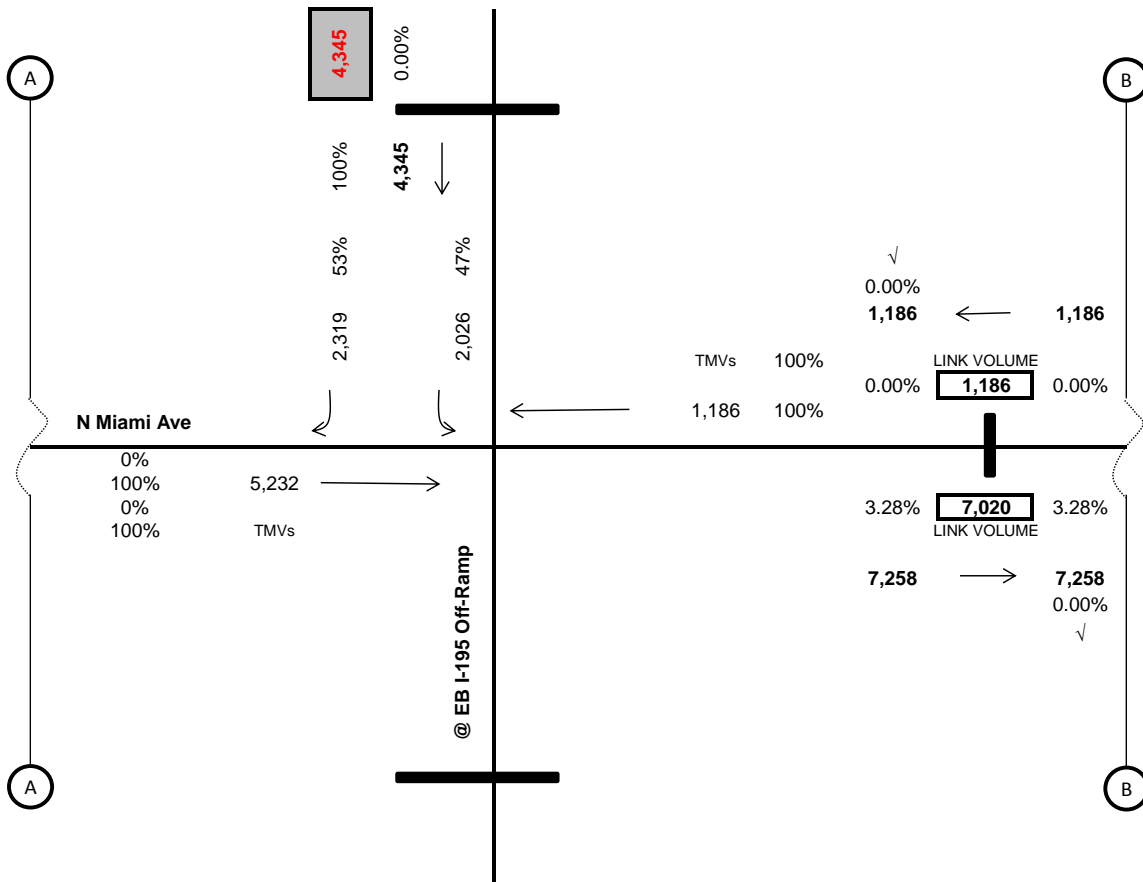 4,345
0.00%
A
B
100%
4,345
53%
47%
2,319
2,026
√
0.00%
1,186 1,186
TMVs 100% LINK VOLUME
0.00% 1,186 0.00%
1,186 100%
N Miami Ave
0%
100% 5,232
0%
100% TMVs
3.28% 7,020 3.28%
LINK VOLUME
7,258 7,258
0.00%
√
@ EB I-195 Off-Ramp
A
B